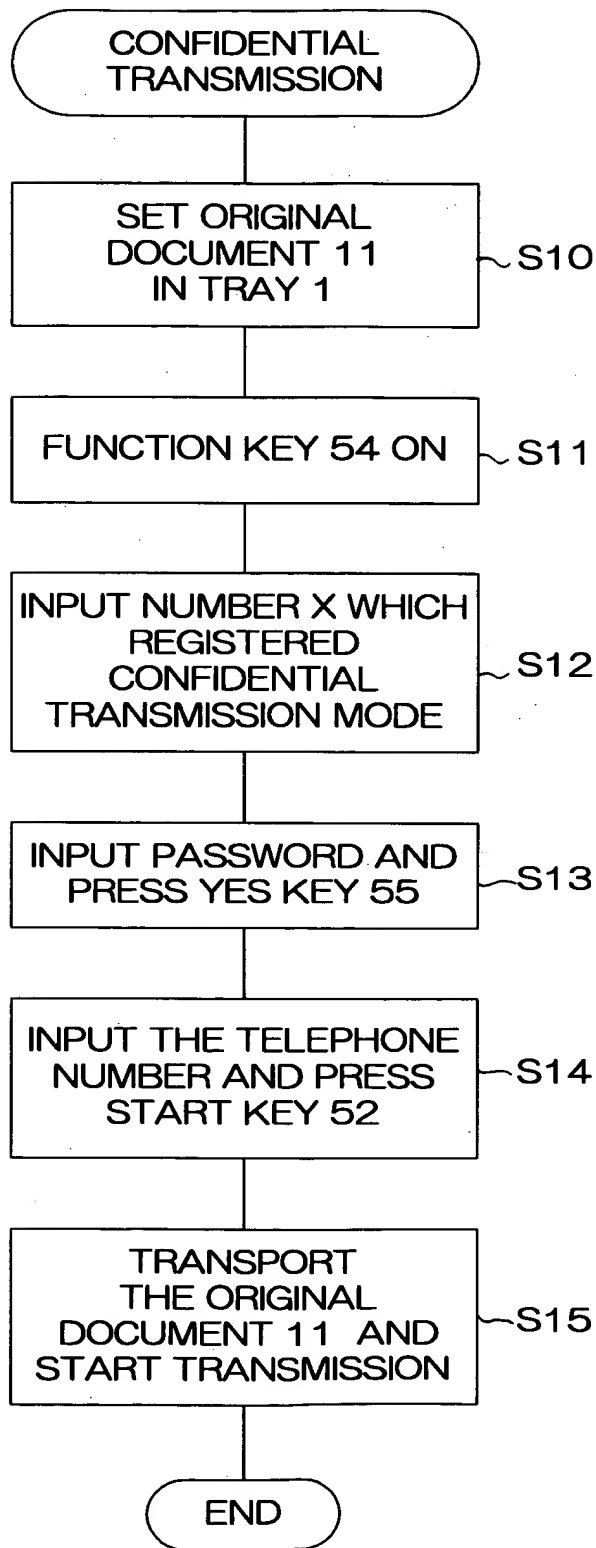 CONFIDENTIAL
TRANSMISSION
SET ORIGINAL
DOCUMENT 11
IN TRAY 1
S10
FUNCTION KEY 54 ON
S11
INPUT NUMBER X WHICH
REGISTERED
CONFIDENTIAL
TRANSMISSION MODE
S12
INPUT PASSWORD AND
PRESS YES KEY 55
S13
INPUT THE TELEPHONE
NUMBER AND PRESS
START KEY 52
S14
TRANSPORT
THE ORIGINAL
DOCUMENT 11 AND
START TRANSMISSION
S15
END